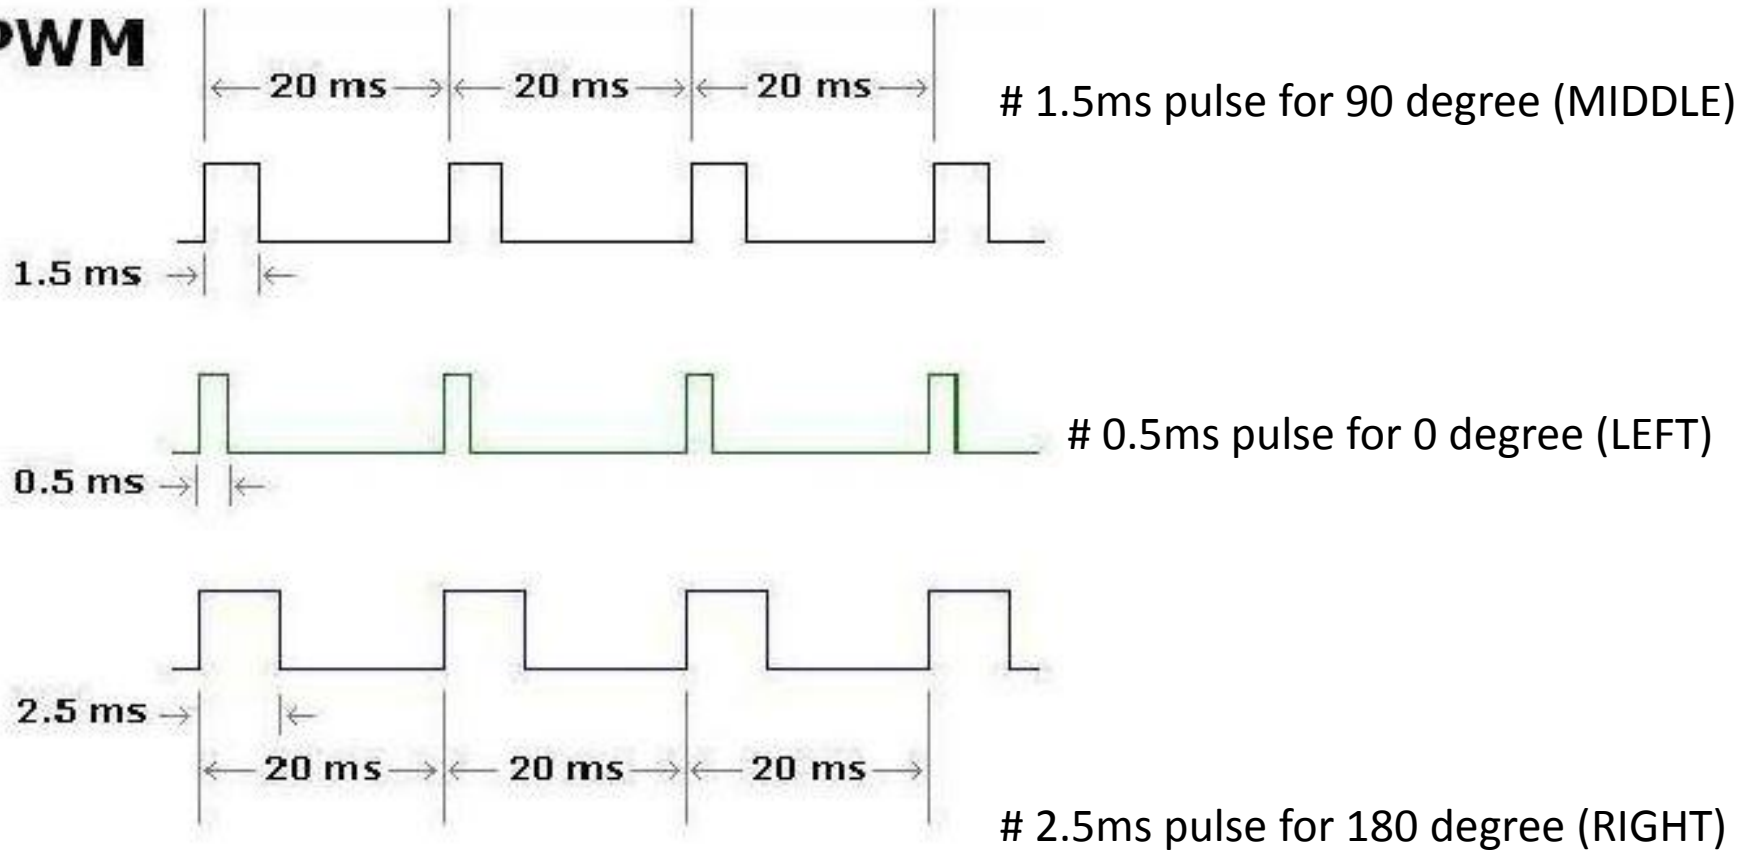 PWM
20 ms 20 ms 20 ms
# 1.5ms pulse for 90 degree (MIDDLE)
1.5 ms
# 0.5ms pulse for 0 degree (LEFT)
0.5 ms
2.5 ms
20 ms 20 ms 20 ms
# 2.5ms pulse for 180 degree (RIGHT)